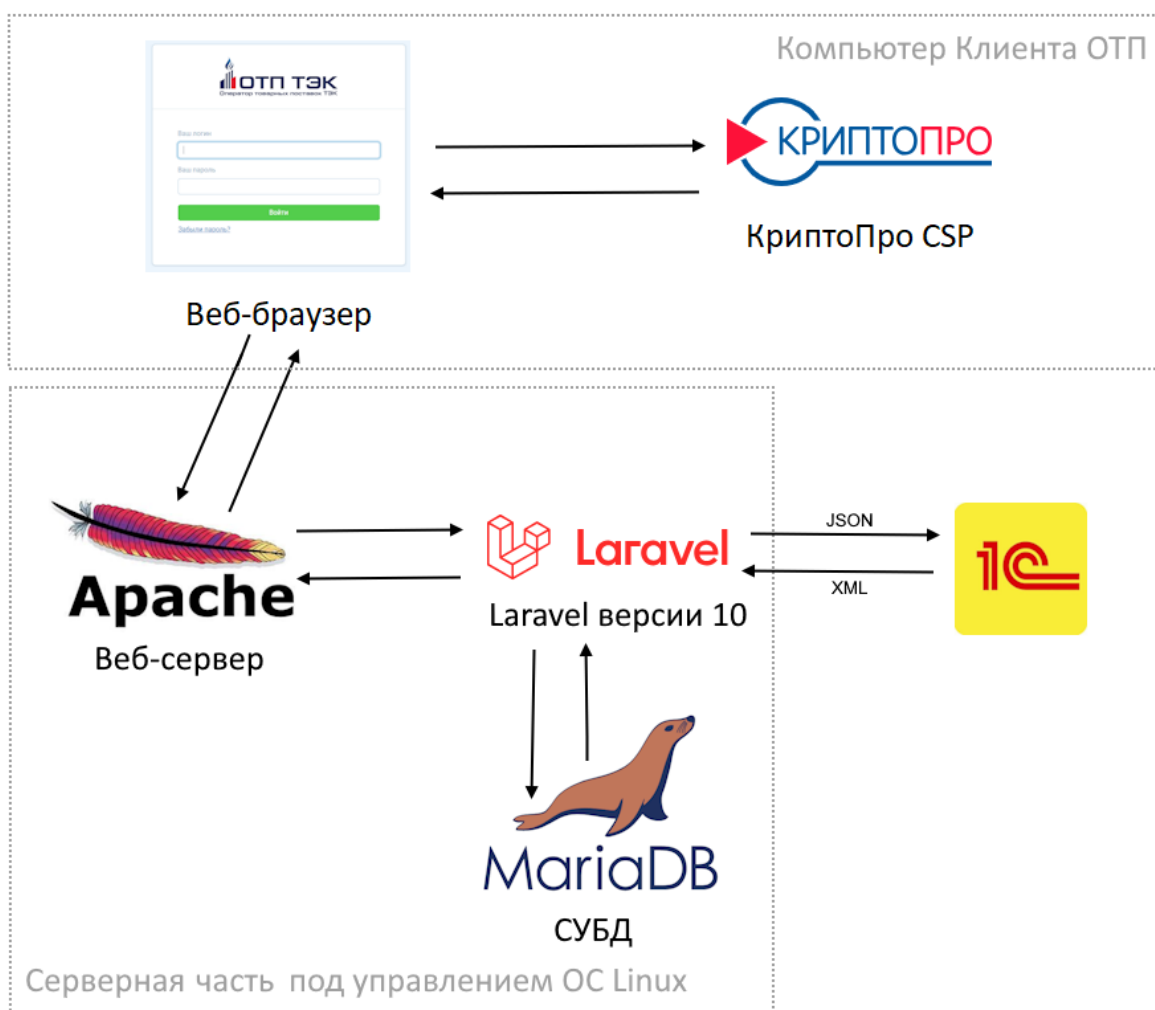 Компьютер Клиента ОТП
ОТП ТЭК
Оператор товарных поставок ТЭК
Ваш логин
Ваш пароль
Войти
Забыли пароль?
КРИПТОПРО
КриптоПро CSP
Веб-браузер
Apache
Веб-сервер
Laravel
Laravel версии 10
JSON
XML
1С
MariaDB
СУБД
Серверная часть под управлением ОС Linux